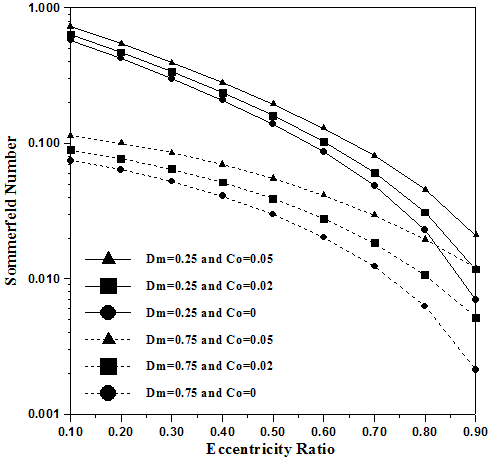 1.000
0.100
0.010
0.001
Sommerfeld Number
Dm=0.25 and Co=0.05
Dm=0.25 and Co=0.02
Dm=0.25 and Co=0
Dm=0.75 and Co=0.05
Dm=0.75 and Co=0.02
Dm=0.75 and Co=0
0.10 0.20 0.30 0.40 0.50 0.60 0.70 0.80 0.90
Eccentricity Ratio